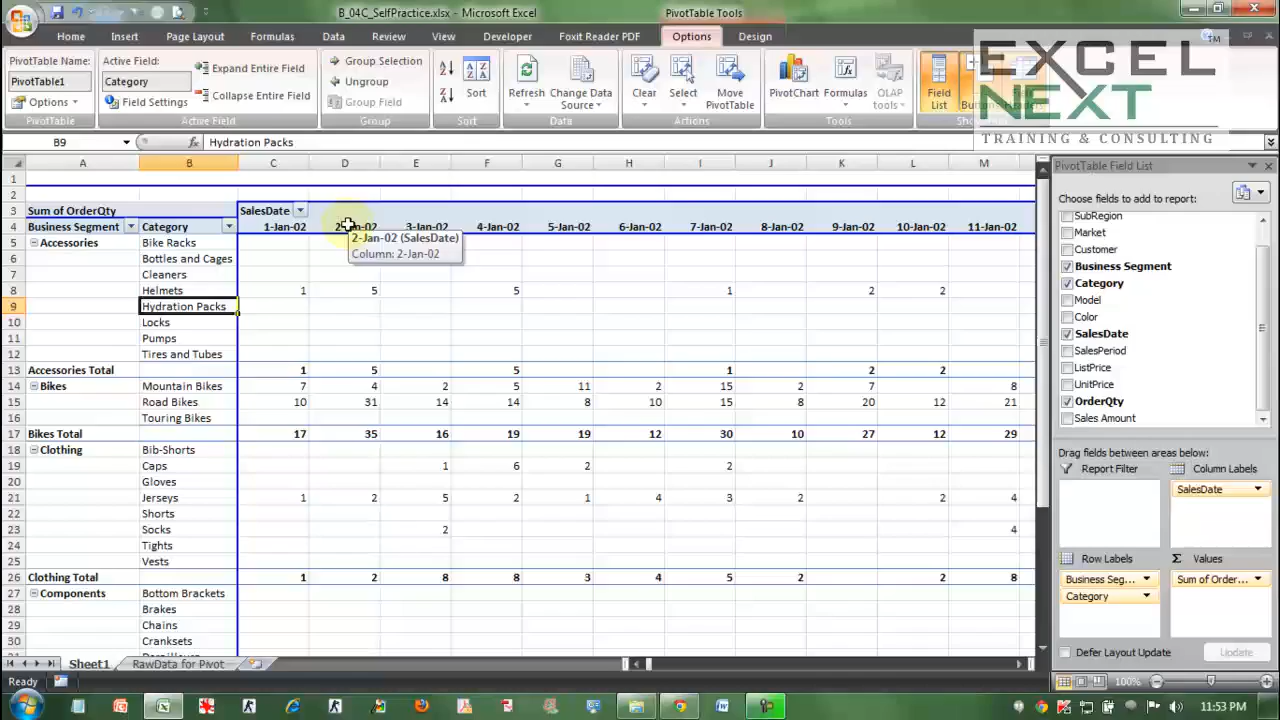 B_04C_SelfPractice.xlsx - Microsoft Excel
PivotTable Tools
Home Insert Page Layout Formulas Data Review View Developer Foxit Reader PDF Options Design
TM
EXCEL
NEXT
TRAINING & CONSULTING
PivotTable Name:
PivotTable1
Options
PivotTable
Active Field:
Category
Field Settings
Expand Entire Field
Collapse Entire Field
Active Field
Group Selection
Ungroup
Group Field
Group
Sort
Sort
Refresh
Change Data
Source
Data
Clear
Select
Move
PivotTable
Actions
PivotChart
Formulas
OLAP
tools
Tools
Field
List
B9 fx Hydration Packs
A B C D E F G H I J K L M
1
2
3 Sum of OrderQty SalesDate
4 Business Segment Category 1-Jan-02 2-Jan-02 3-Jan-02 4-Jan-02 5-Jan-02 6-Jan-02 7-Jan-02 8-Jan-02 9-Jan-02 10-Jan-02 11-Jan-02
2-Jan-02 (SalesDate)
Column: 2-Jan-02
5 Accessories Bike Racks
6 Bottles and Cages
7 Cleaners
8 Helmets 1 5 5 1 2 2
9 Hydration Packs
10 Locks
11 Pumps
12 Tires and Tubes
13 Accessories Total 1 5 5 1 2 2
14 Bikes Mountain Bikes 7 4 2 5 11 2 15 2 7 8
15 Road Bikes 10 31 14 14 8 10 15 8 20 12 21
16 Touring Bikes
17 Bikes Total 17 35 16 19 19 12 30 10 27 12 29
18 Clothing Bib-Shorts
19 Caps 1 6 2 2
20 Gloves
21 Jerseys 1 2 5 2 1 4 3 2 2 4
22 Shorts
23 Socks 2 4
24 Tights
25 Vests
26 Clothing Total 1 2 8 8 3 4 5 2 2 8
27 Components Bottom Brackets
28 Brakes
29 Chains
30 Cranksets
PivotTable Field List
Choose fields to add to report:
SubRegion
Market
Customer
Business Segment
Category
Model
Color
SalesDate
SalesPeriod
ListPrice
UnitPrice
OrderQty
Sales Amount
Drag fields between areas below:
Report Filter Column Labels
SalesDate
Row Labels Σ Values
Business Seg... Sum of Order...
Category
Defer Layout Update Update
Sheet1 RawData for Pivot
Ready 100%
11:53 PM